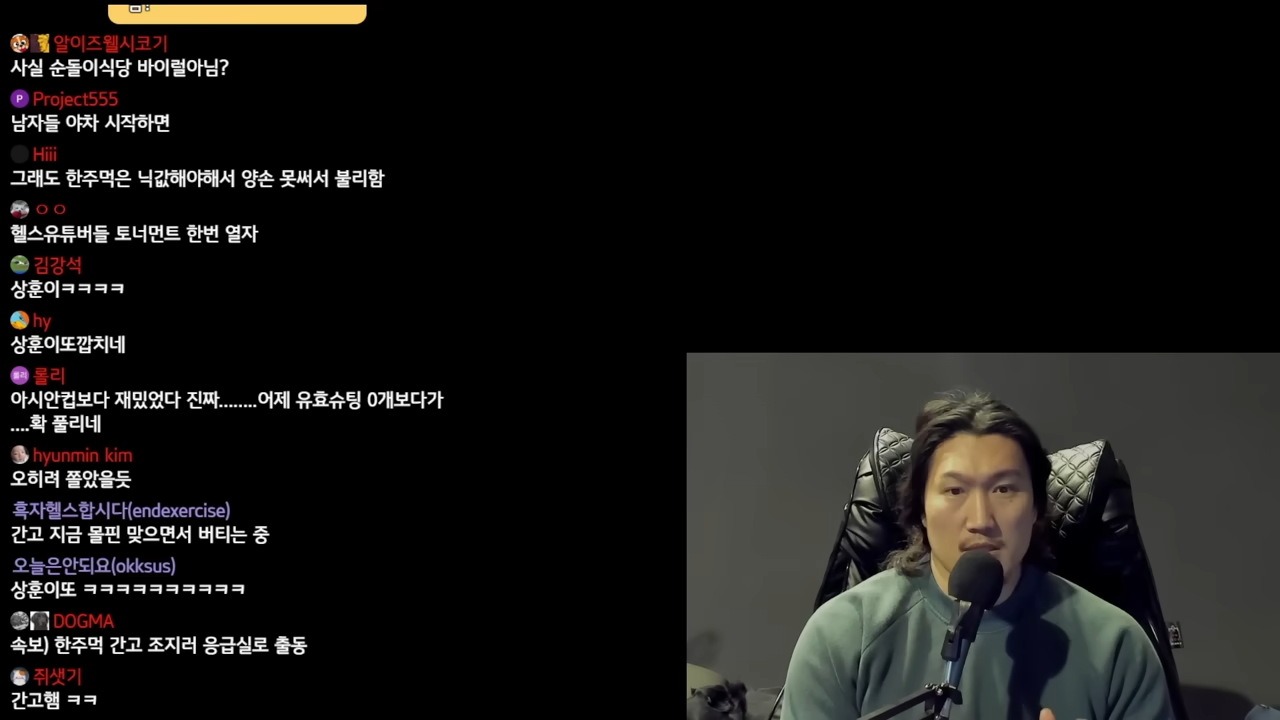 알이즈웰시코기
사실 순돌이식당 바이럴아님?
P Project555
남자들 야차 시작하면
Hiii
그래도 한주먹은 닉값해야해서 양손 못써서 불리함
ㅇㅇ
헬스유튜버들 토너먼트 한번 열자
김강석
상훈이ㅋㅋㅋㅋ
hy
상훈이또깝치네
롤리 롤리
아시안컵보다 재밌었다 진짜........어제 유효슈팅 0개보다가
....확 풀리네
hyunmin kim
오히려 쫄았을듯
흑자헬스합시다(endexercise)
간고 지금 몰핀 맞으면서 버티는 중
오늘은안되요(okksus)
상훈이또 ㅋㅋㅋㅋㅋㅋㅋㅋㅋㅋ
DOGMA
속보) 한주먹 간고 조지러 응급실로 출동
쥐샛기
간고햄 ㅋㅋ